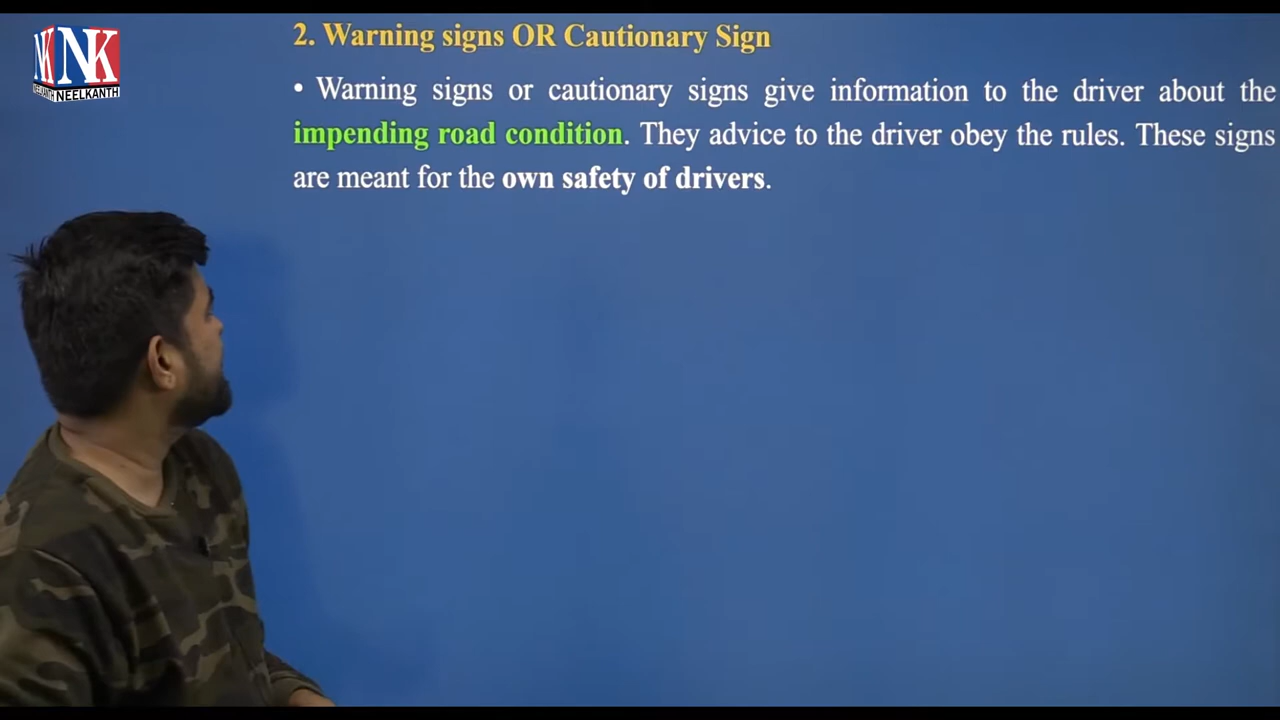 NK NK
NEELKANTH
2. Warning signs OR Cautionary Sign
• Warning signs or cautionary signs give information to the driver about the
impending road condition. They advice to the driver obey the rules. These signs
are meant for the own safety of drivers.